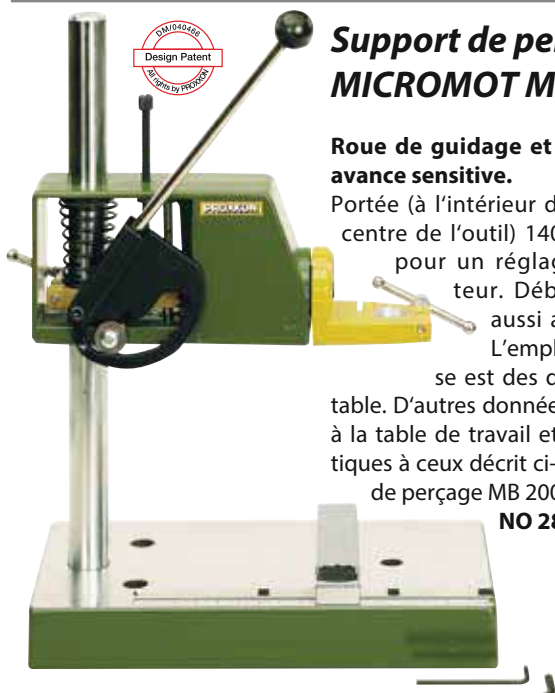 DM/040466
Design Patent
All rights by PROXXON
PROXXON
Support de pe
MICROMOT M
Roue de guidage et
avance sensitive.
Portée (à l'intérieur d
centre de l'outil) 140
pour un réglag
teur. Déb
aussi a
L'empl
se est des d
table. D'autres donnée
à la table de travail et
tiques à ceux décrit ci-
de perçage MB 200
NO 28